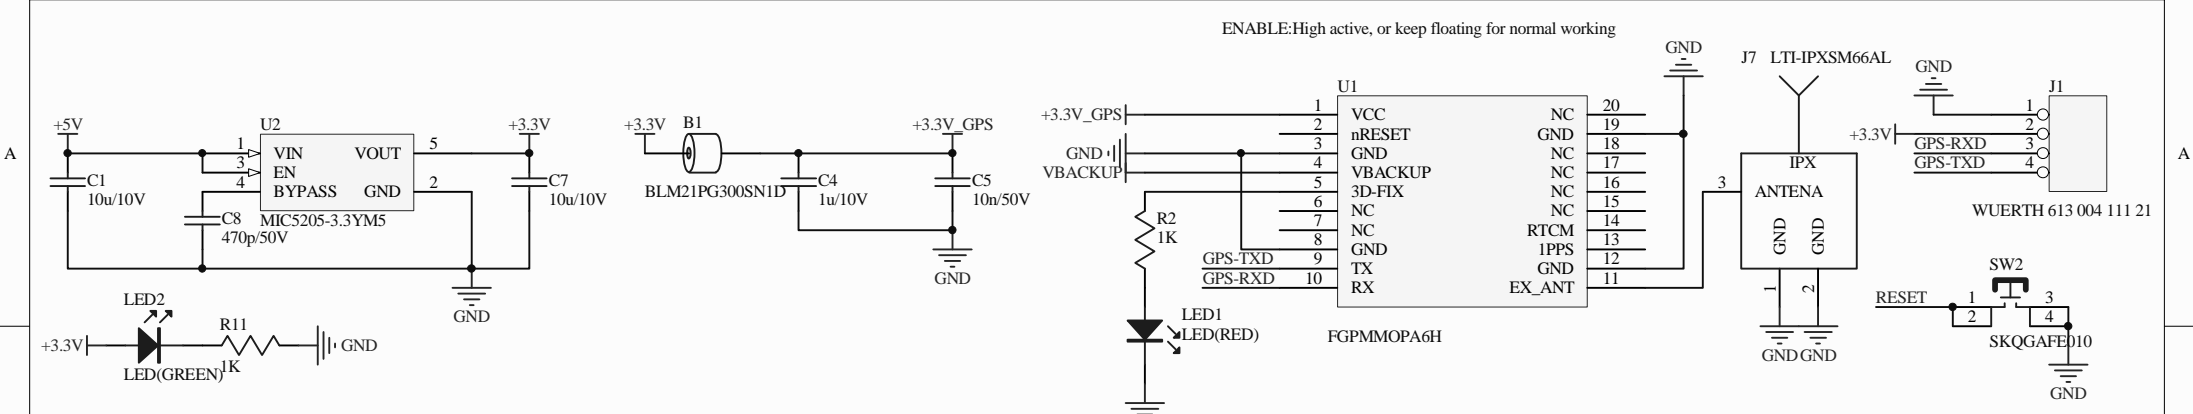 ENABLE:High active, or keep floating for normal working
A
+5V
C1
10u/10V
U2
1
3
4
VIN
EN
BYPASS
VOUT
GND
5
2
MIC5205-3.3YM5
C8
470p/50V
+3.3V
C7
10u/10V
GND
+3.3V
B1
BLM21PG300SN1D
+3.3V_GPS
C4
1u/10V
C5
10n/50V
GND
LED2
+3.3V
LED(GREEN)
R11
1K
GND
U1
+3.3V_GPS
GND
VBACKUP
1 VCC
2 nRESET
3 GND
4 VBACKUP
5 3D-FIX
6 NC
7 NC
8 GND
GPS-TXD 9 TX
GPS-RXD 10 RX
NC 20
GND 19
NC 18
NC 17
NC 16
NC 15
RTCM 14
1PPS 13
GND 12
EX_ANT 11
FGPMMOPA6H
R2
1K
LED1
LED(RED)
GND
J7 LTI-IPXSM66AL
IPX
3
ANTENA
GND
GND
1
2
GND
GND
GND
J1
+3.3V
GPS-RXD
GPS-TXD
1
2
3
4
WUERTH 613 004 111 21
SW2
RESET
1
2
3
4
SKQGAFE010
GND
A